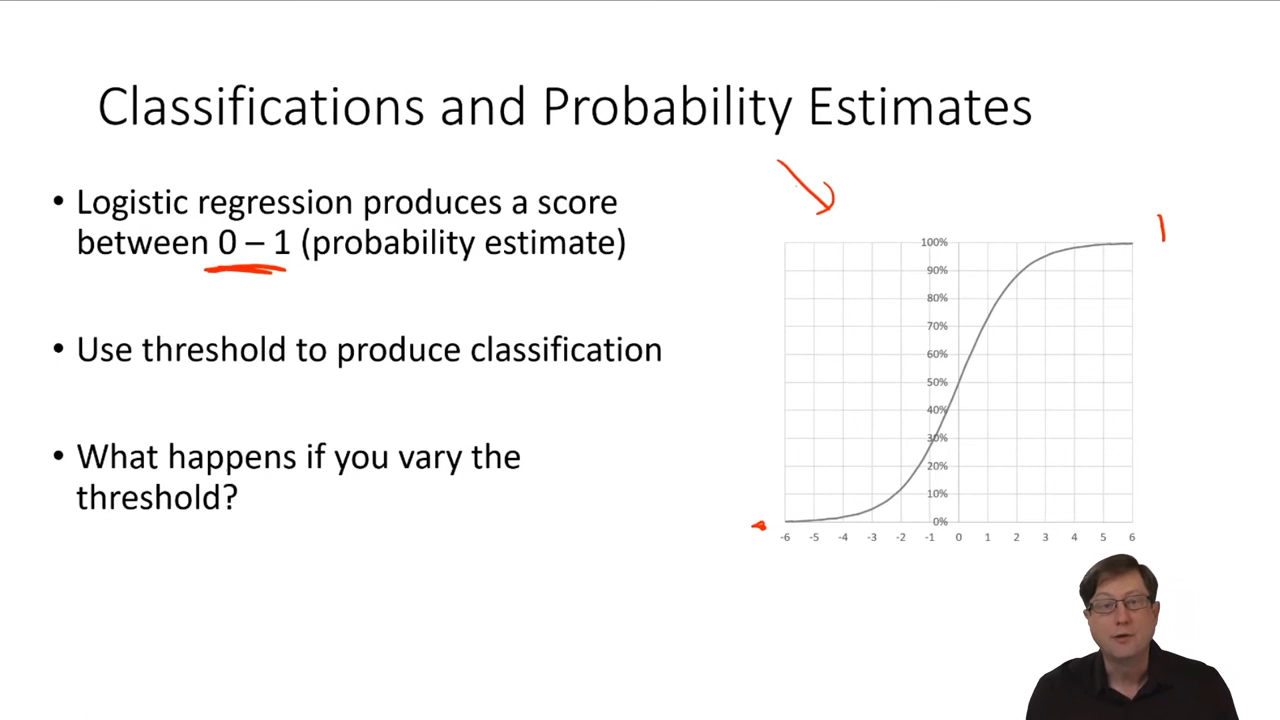 Classifications and Probability Estimates
• Logistic regression produces a score
between 0 – 1 (probability estimate)
• Use threshold to produce classification
• What happens if you vary the
threshold?
1
100%
90%
80%
70%
60%
50%
40%
30%
20%
10%
0%
-6 -5 -4 -3 -2 -1 0 1 2 3 4 5 6